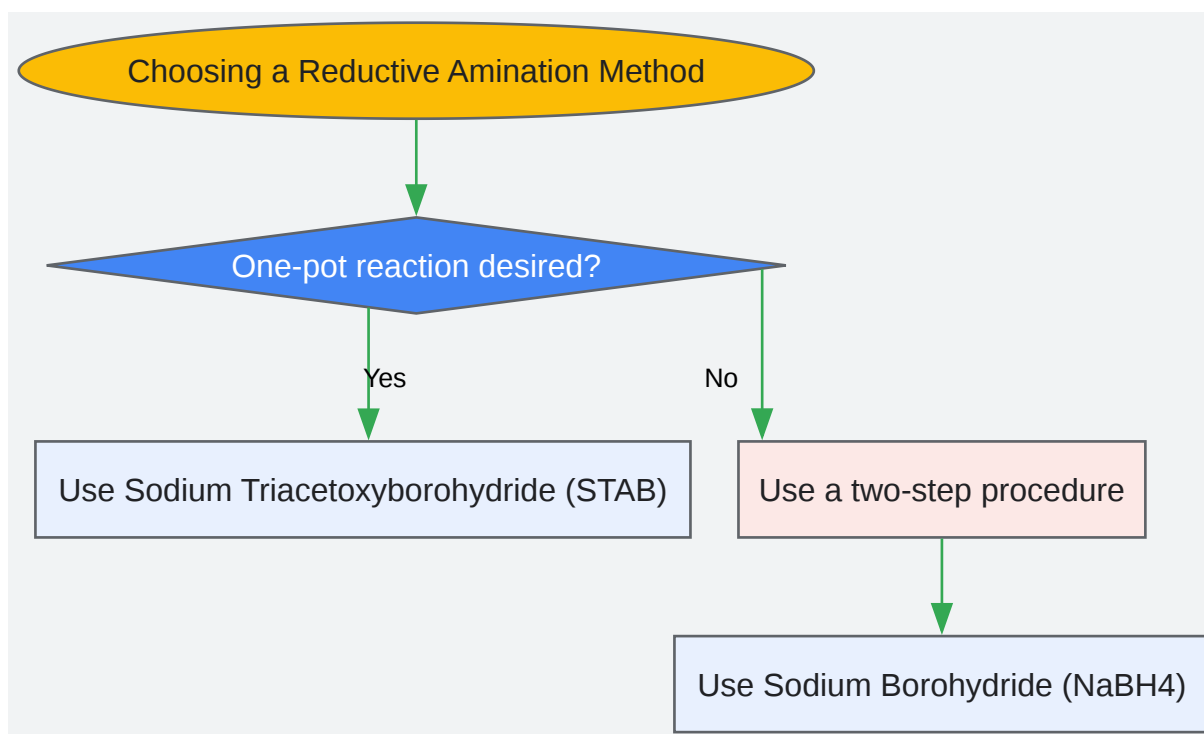 Choosing a Reductive Amination Method
One-pot reaction desired?
Yes
No
Use Sodium Triacetoxyborohydride (STAB)
Use a two-step procedure
Use Sodium Borohydride (NaBH4)